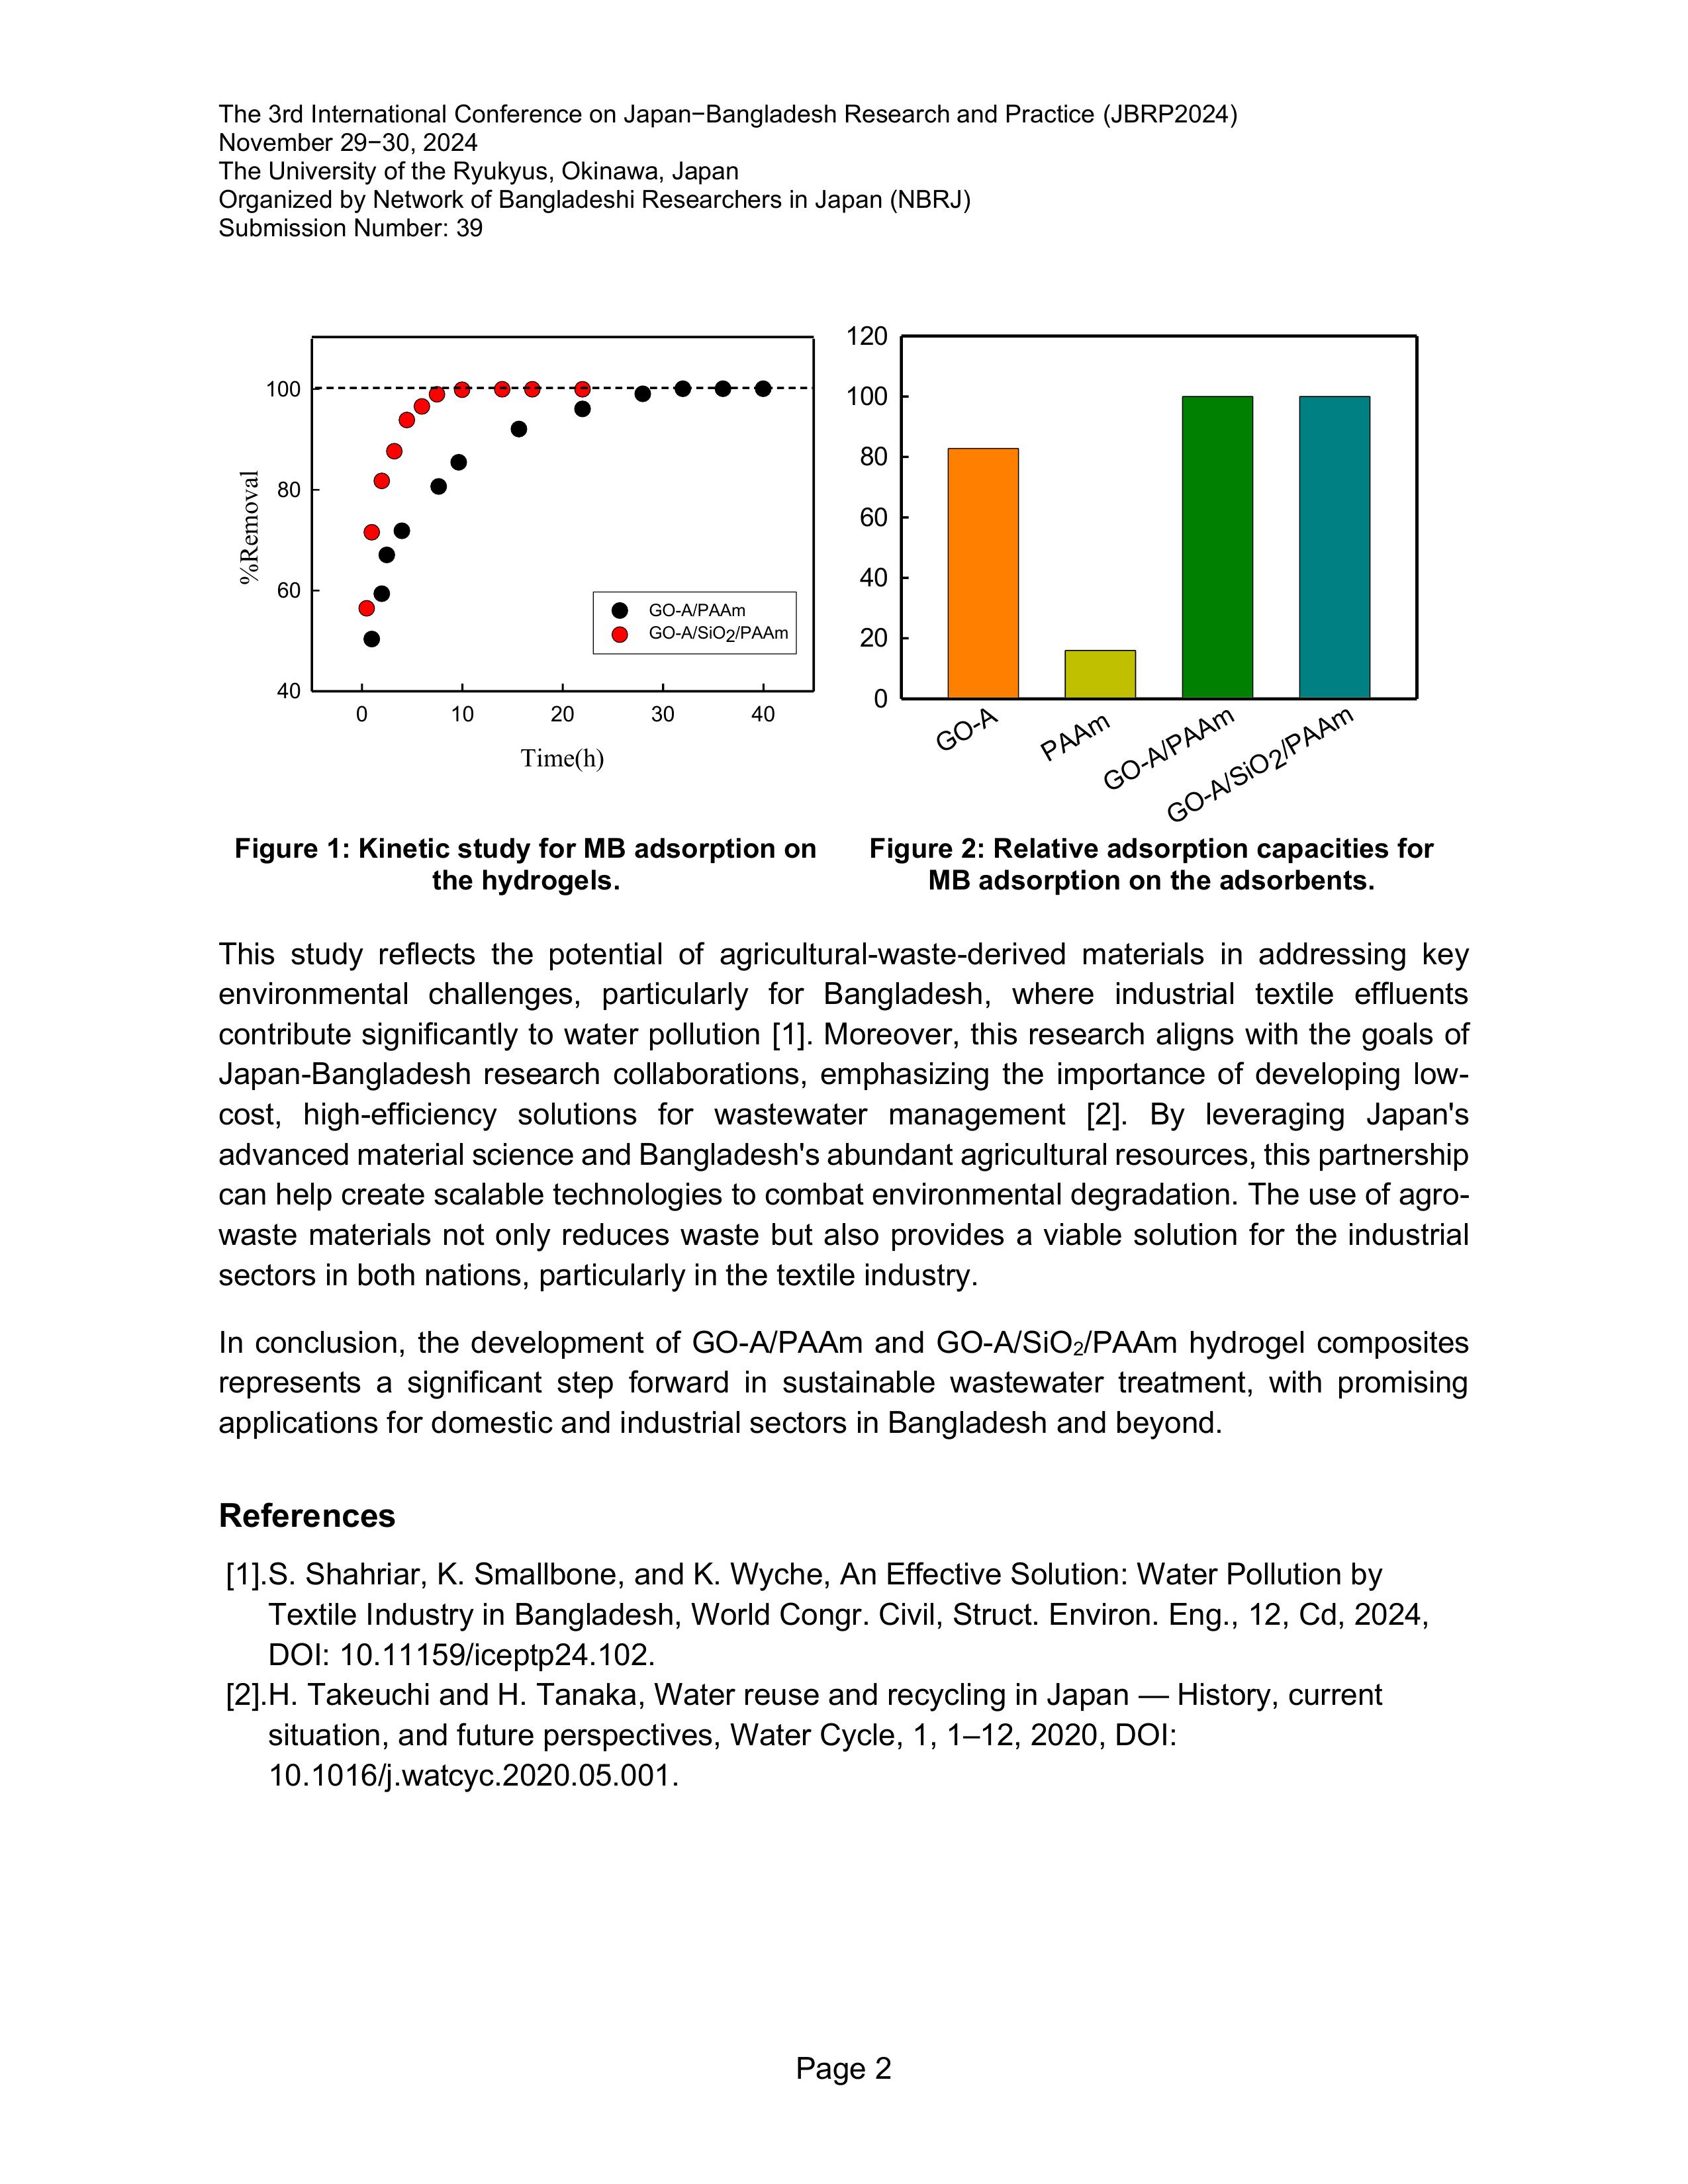 The 3rd International Conference on Japan−Bangladesh Research and Practice (JBRP2024)
November 29−30, 2024
The University of the Ryukyus, Okinawa, Japan
Organized by Network of Bangladeshi Researchers in Japan (NBRJ)
Submission Number: 39
100
80
60
40
%Removal
GO-A/PAAm
GO-A/SiO2/PAAm
0 10 20 30 40
Time(h)
120
100
80
60
40
20
0
GO-A
PAAm
GO-A/PAAm
GO-A/SiO2/PAAm
Figure 1: Kinetic study for MB adsorption on
the hydrogels.
Figure 2: Relative adsorption capacities for
MB adsorption on the adsorbents.
This study reflects the potential of agricultural-waste-derived materials in addressing key
environmental challenges, particularly for Bangladesh, where industrial textile effluents
contribute significantly to water pollution [1]. Moreover, this research aligns with the goals of
Japan-Bangladesh research collaborations, emphasizing the importance of developing low-
cost, high-efficiency solutions for wastewater management [2]. By leveraging Japan's
advanced material science and Bangladesh's abundant agricultural resources, this partnership
can help create scalable technologies to combat environmental degradation. The use of agro-
waste materials not only reduces waste but also provides a viable solution for the industrial
sectors in both nations, particularly in the textile industry.
In conclusion, the development of GO-A/PAAm and GO-A/SiO₂/PAAm hydrogel composites
represents a significant step forward in sustainable wastewater treatment, with promising
applications for domestic and industrial sectors in Bangladesh and beyond.
References
[1].S. Shahriar, K. Smallbone, and K. Wyche, An Effective Solution: Water Pollution by
Textile Industry in Bangladesh, World Congr. Civil, Struct. Environ. Eng., 12, Cd, 2024,
DOI: 10.11159/iceptp24.102.
[2].H. Takeuchi and H. Tanaka, Water reuse and recycling in Japan — History, current
situation, and future perspectives, Water Cycle, 1, 1–12, 2020, DOI:
10.1016/j.watcyc.2020.05.001.
Page 2